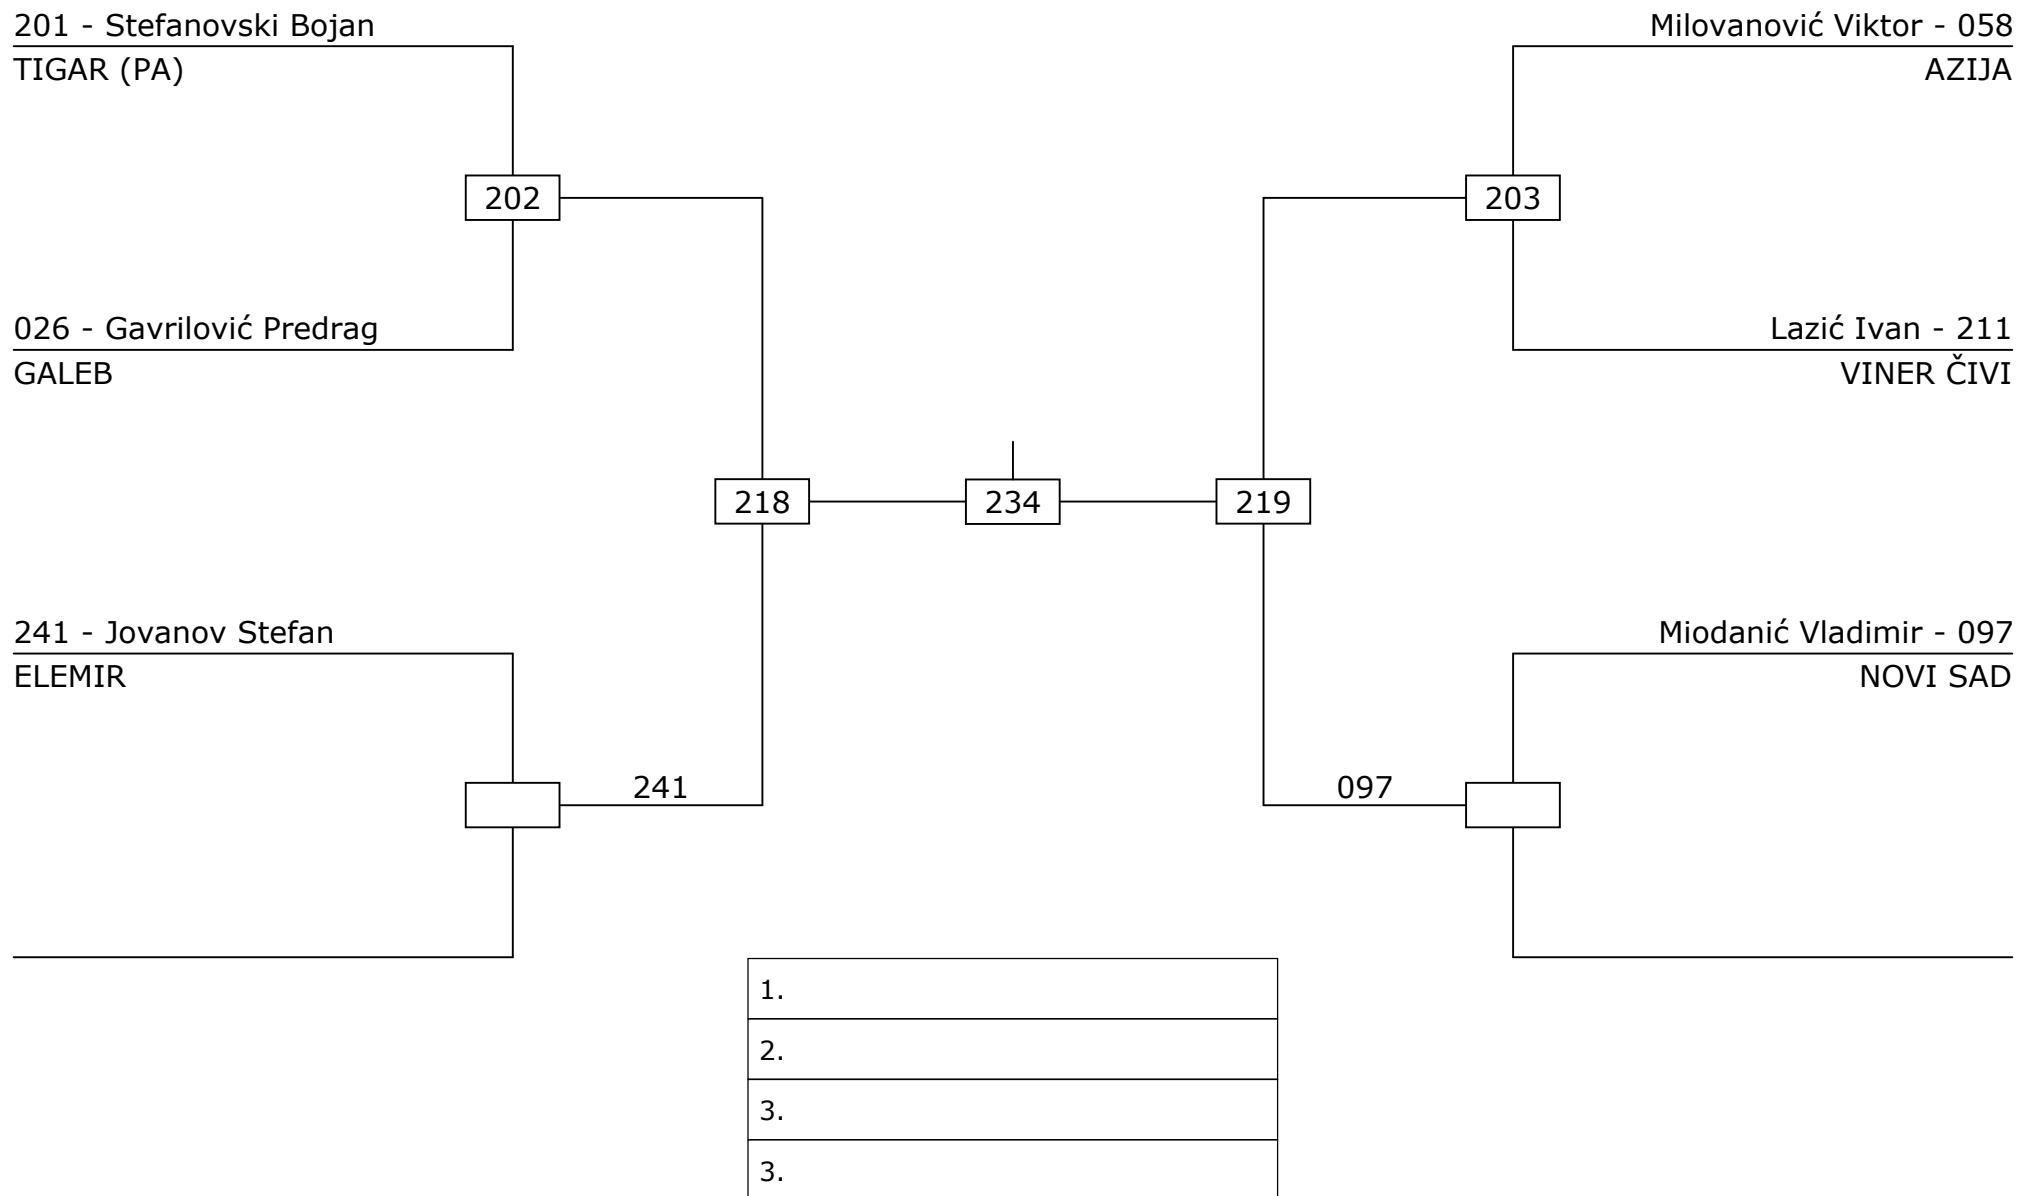 201 - Stefanovski Bojan
TIGAR (PA)
Milovanović Viktor - 058
AZIJA
202
203
026 - Gavrilović Predrag
GALEB
Lazić Ivan - 211
VINER ČIVI
218
234
219
241 - Jovanov Stefan
ELEMIR
Miodanić Vladimir - 097
NOVI SAD
241
097
1.
2.
3.
3.